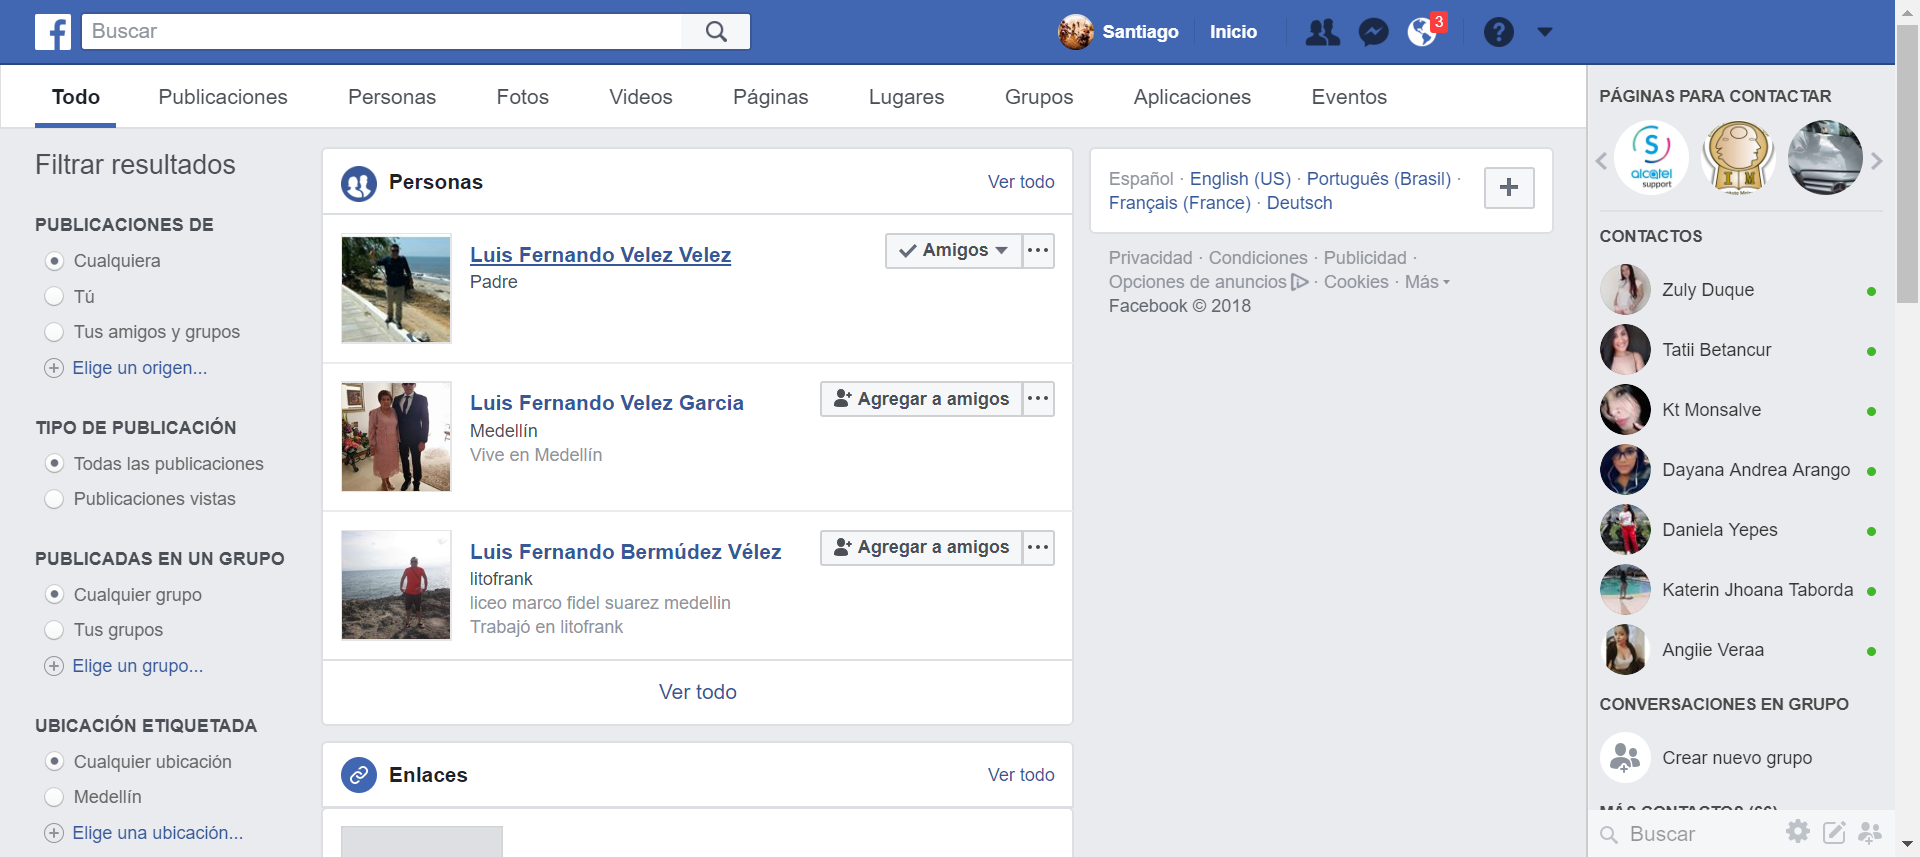 Buscar
Santiago
Inicio
3
Todo
Publicaciones
Personas
Fotos
Videos
Páginas
Lugares
Grupos
Aplicaciones
Eventos
Filtrar resultados
PUBLICACIONES DE
Cualquiera
Tú
Tus amigos y grupos
Elige un origen...
TIPO DE PUBLICACIÓN
Todas las publicaciones
Publicaciones vistas
PUBLICADAS EN UN GRUPO
Cualquier grupo
Tus grupos
Elige un grupo...
UBICACIÓN ETIQUETADA
Cualquier ubicación
Medellín
Elige una ubicación...
Personas
Ver todo
Luis Fernando Velez Velez
Padre
Amigos
Luis Fernando Velez Garcia
Medellín
Vive en Medellín
Agregar a amigos
Luis Fernando Bermúdez Vélez
litofrank
liceo marco fidel suarez medellin
Trabajó en litofrank
Agregar a amigos
Ver todo
Enlaces
Ver todo
Español · English (US) · Português (Brasil) ·
Français (France) · Deutsch
Privacidad · Condiciones · Publicidad ·
Opciones de anuncios · Cookies · Más
Facebook © 2018
PÁGINAS PARA CONTACTAR
S
alcatel
support
I M
CONTACTOS
Zuly Duque
Tatii Betancur
Kt Monsalve
Dayana Andrea Arango
Daniela Yepes
Katerin Jhoana Taborda
Angiie Veraa
CONVERSACIONES EN GRUPO
Crear nuevo grupo
MÁS CONTACTOS (66)
Buscar